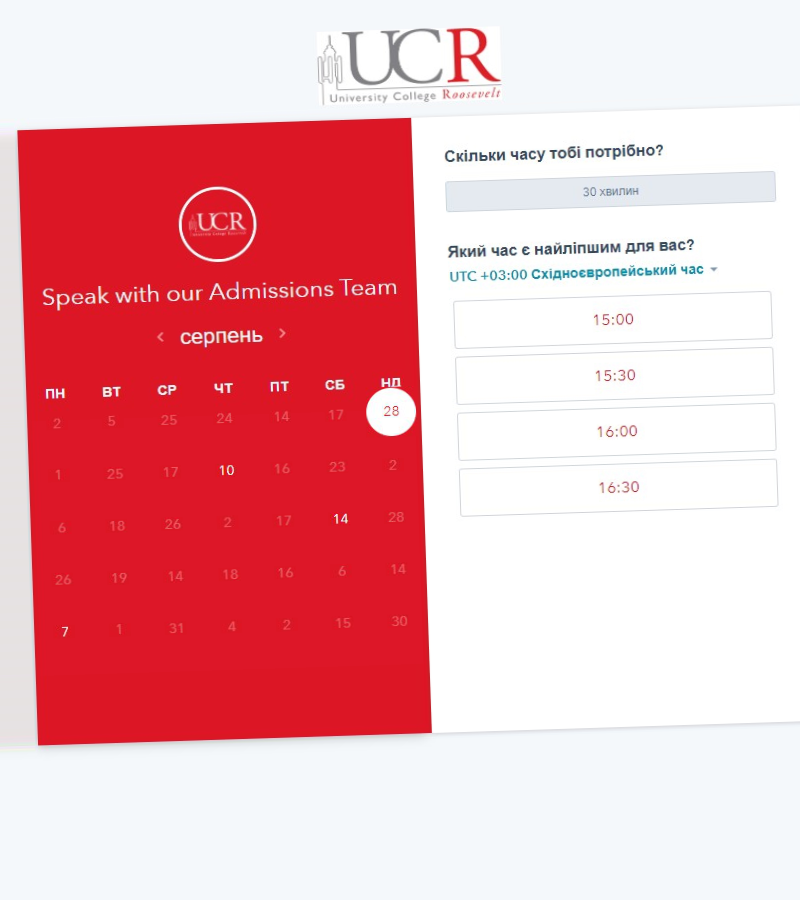 UCR
University College Roosevelt
UCR
Speak with our Admissions Team
‹ серпень ›
ПН ВТ СР ЧТ ПТ СБ НД
2 5 25 24 14 17 28
1 25 17 10 16 23 2
6 18 26 2 17 14 28
26 19 14 18 16 6 14
7 1 31 4 2 15 30
Скільки часу тобі потрібно?
30 хвилин
Який час є найліпшим для вас?
UTC +03:00 Східноєвропейський час
15:00
15:30
16:00
16:30